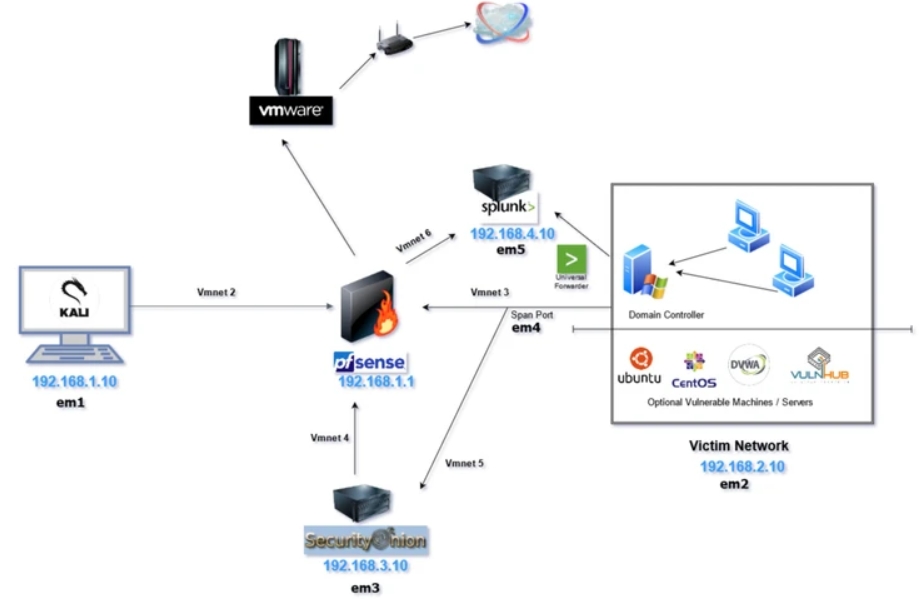 vmware
splunk>
192.168.4.10
em5
Vmnet 6
>
Universal
Forwarder
Domain Controller
KALI
192.168.1.10
em1
Vmnet 2
Vmnet 3
Span Port
em4
pfsense
192.168.1.1
ubuntu
CentOS
DVWA
VULNHUB
Optional Vulnerable Machines / Servers
Victim Network
192.168.2.10
em2
Vmnet 4
Vmnet 5
Security Onion
192.168.3.10
em3